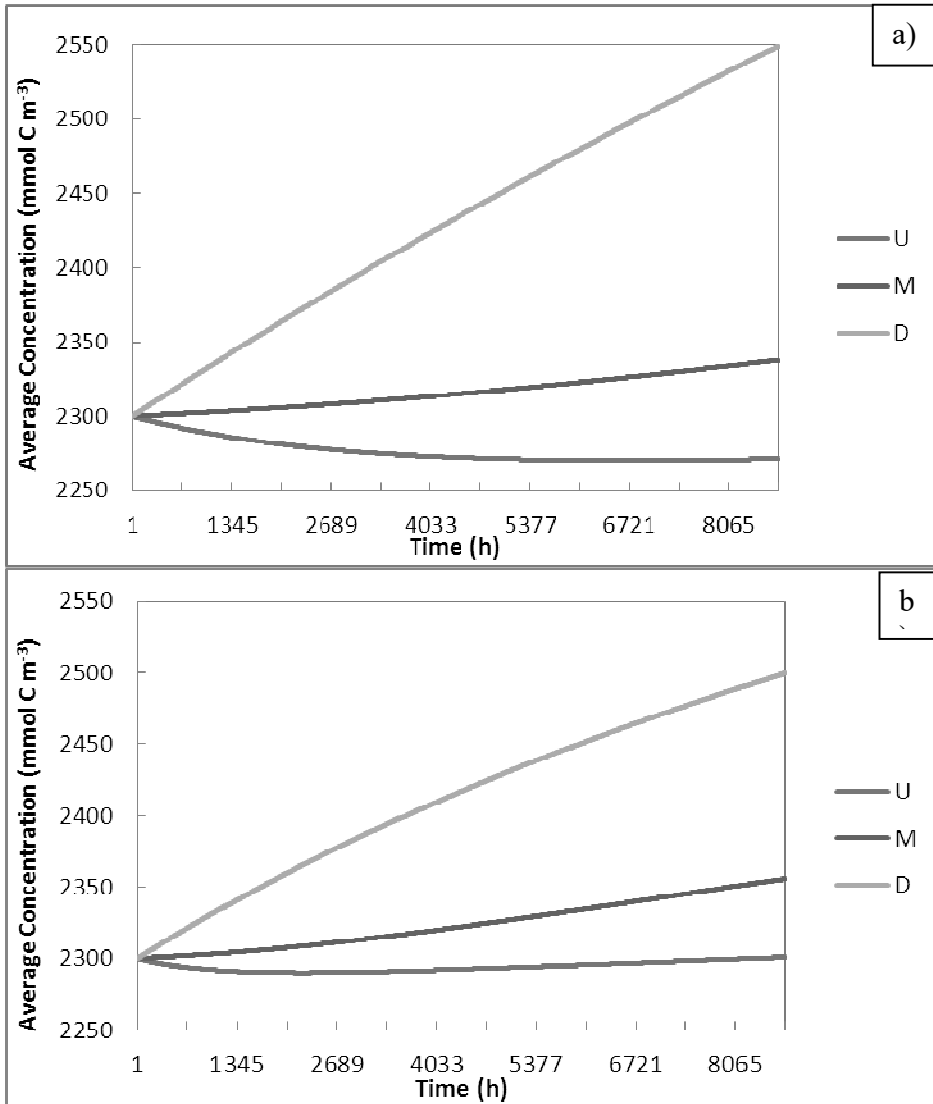 a)
2550
2500
2450
2400
2350
2300
2250
Average Concentration (mmol C m⁻³)
1 1345 2689 4033 5377 6721 8065
Time (h)
U
M
D
b
`
2550
2500
2450
2400
2350
2300
2250
Average Concentration (mmol C m⁻³)
1 1345 2689 4033 5377 6721 8065
Time (h)
U
M
D